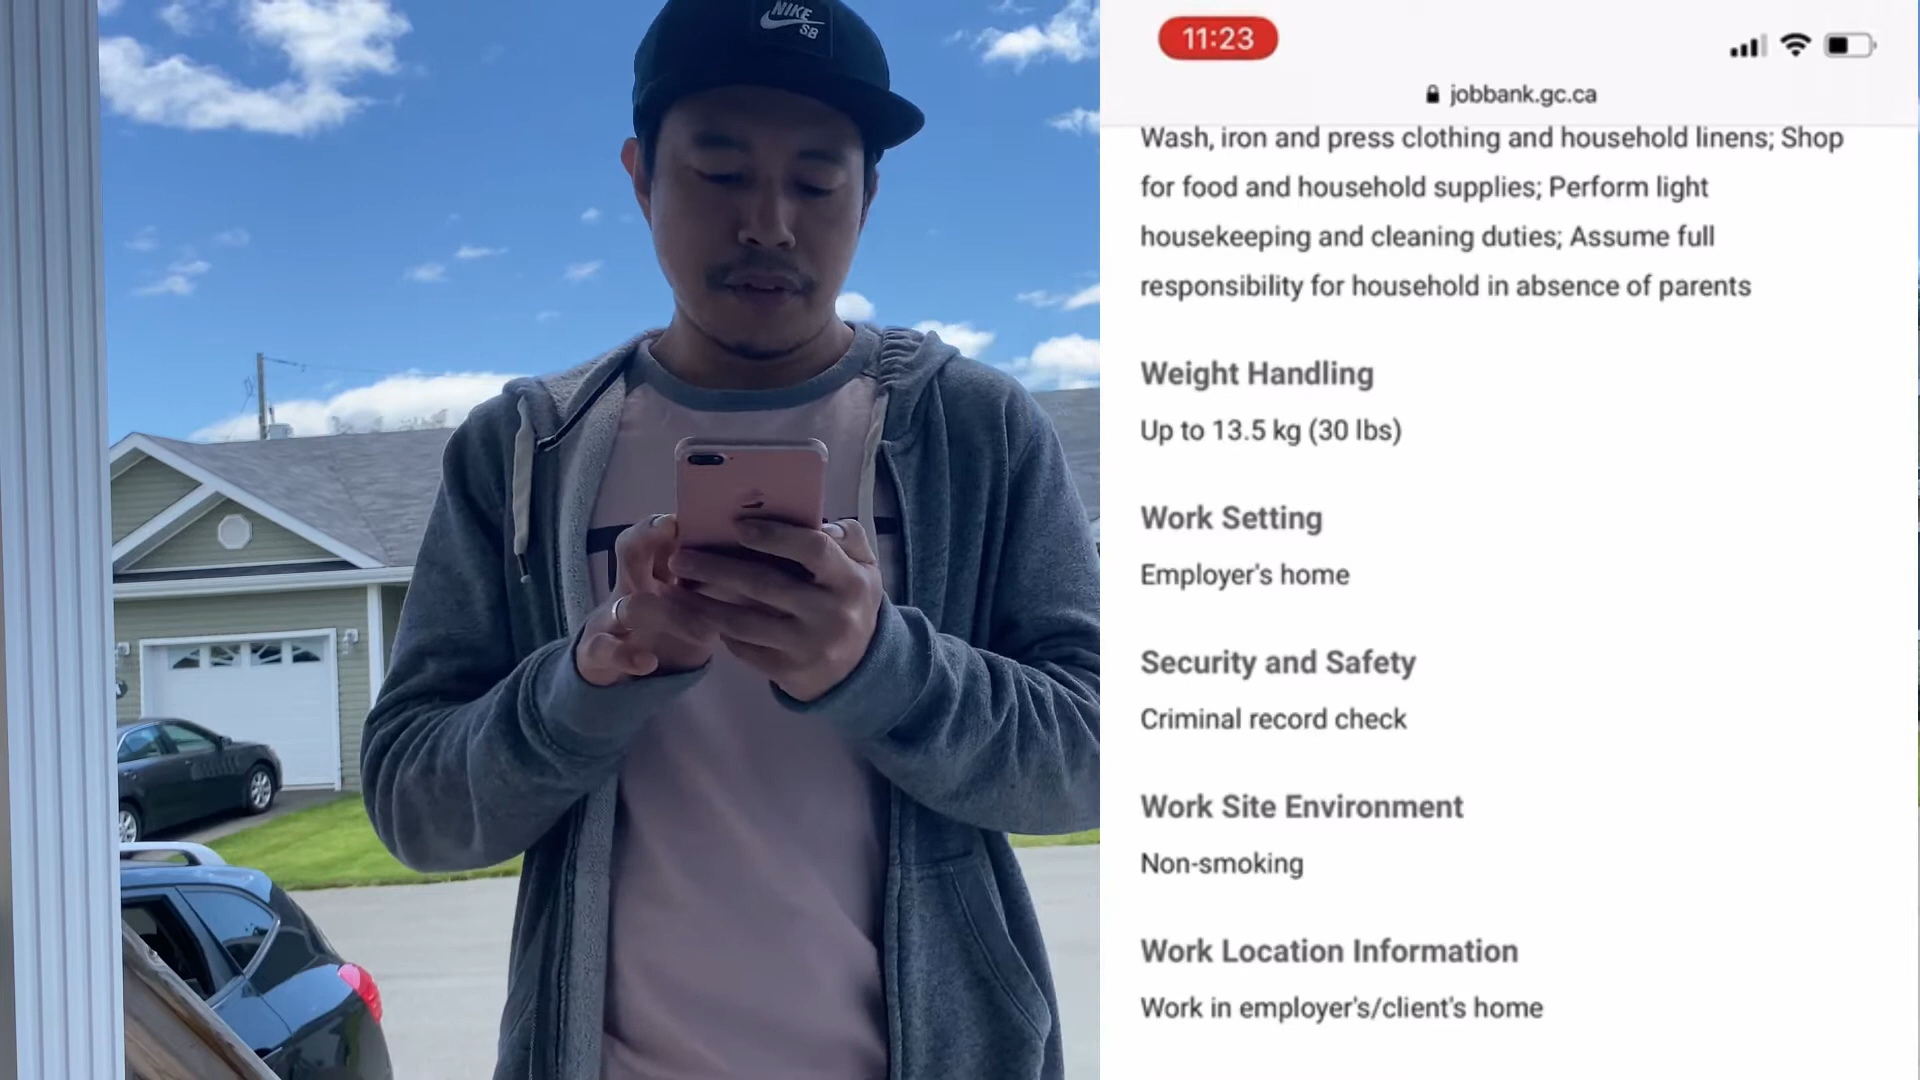 NIKE
SB
11:23
jobbank.gc.ca
Wash, iron and press clothing and household linens; Shop
for food and household supplies; Perform light
housekeeping and cleaning duties; Assume full
responsibility for household in absence of parents
Weight Handling
Up to 13.5 kg (30 lbs)
Work Setting
Employer's home
Security and Safety
Criminal record check
Work Site Environment
Non-smoking
Work Location Information
Work in employer's/client's home